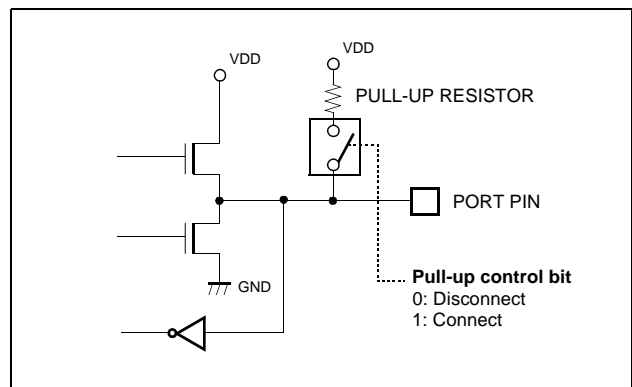 VDD
VDD
PULL-UP RESISTOR
PORT PIN
GND
Pull-up control bit
0: Disconnect
1: Connect